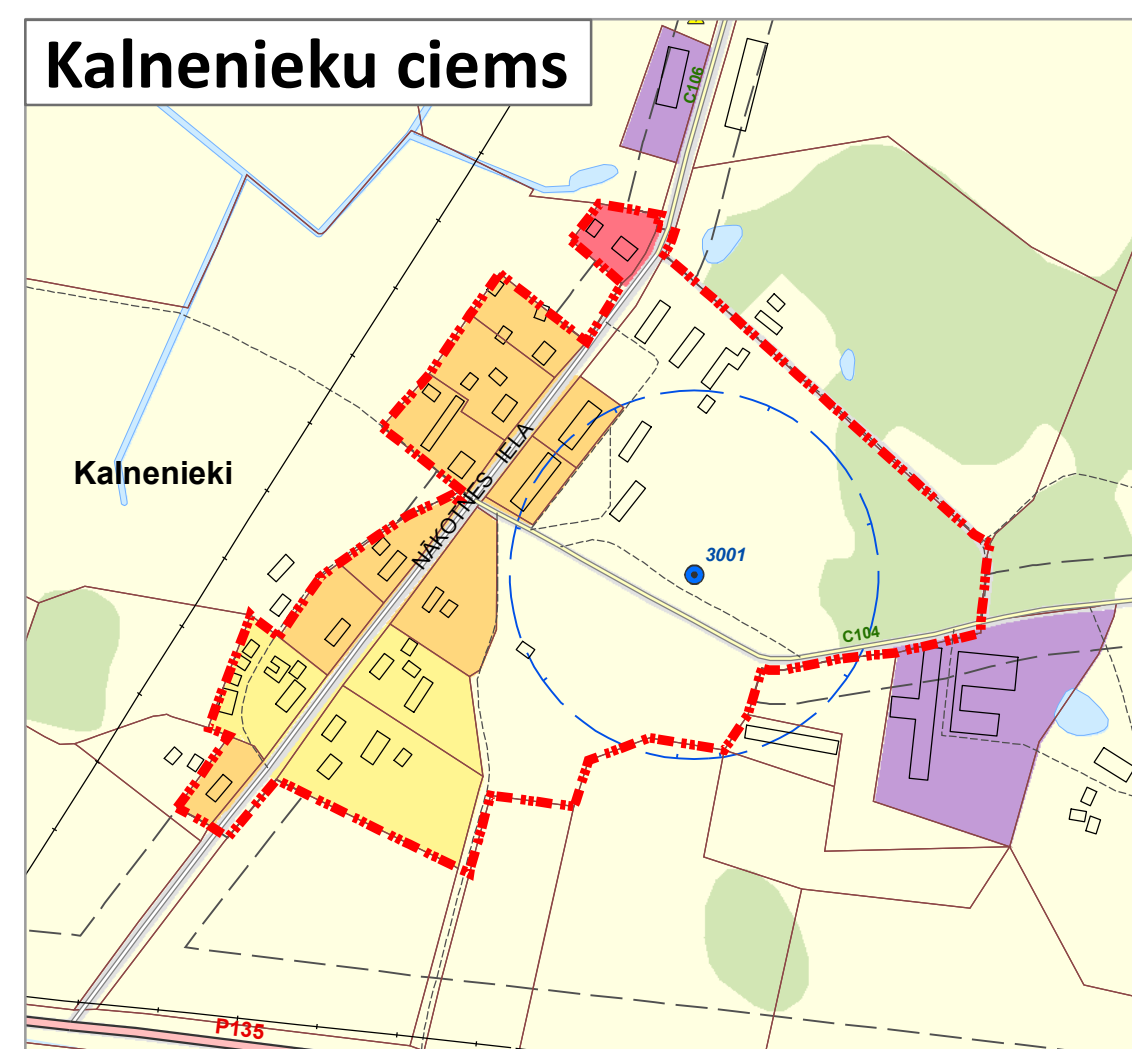 Kalnenieku ciems
C106
NĀKOTNES IELA
Kalnenieki
3001
C104
P135